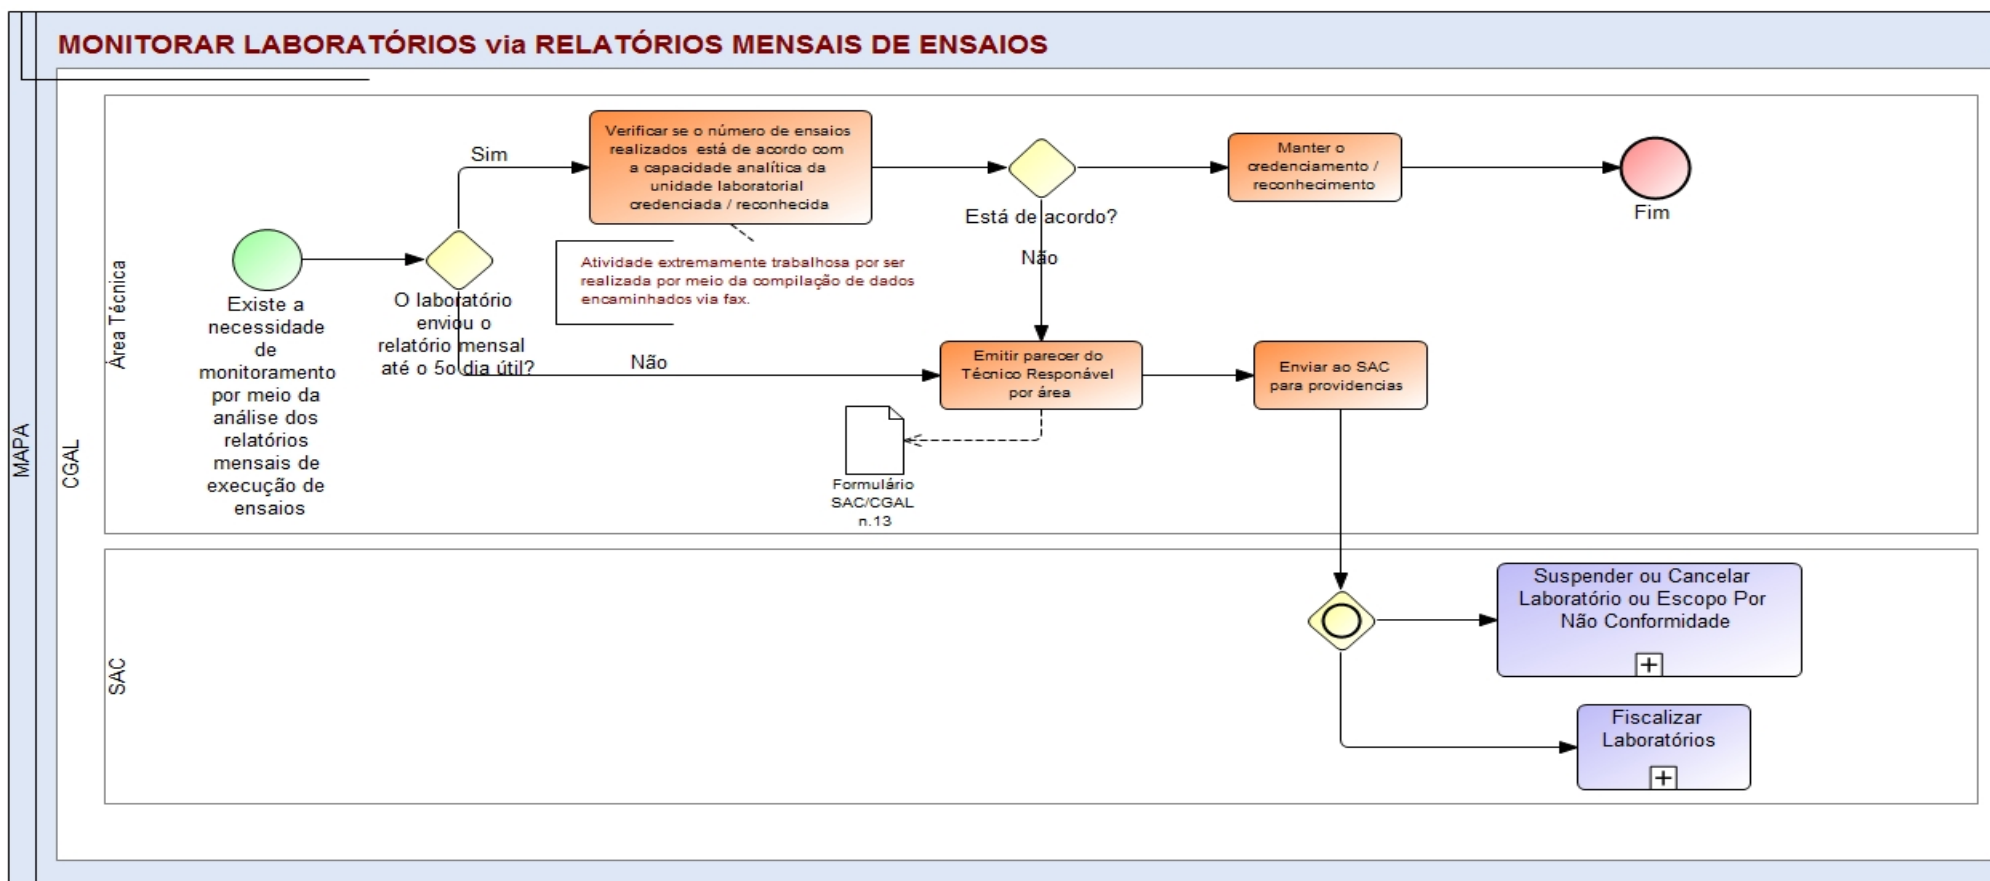 MONITORAR LABORATÓRIOS via RELATÓRIOS MENSAIS DE ENSAIOS
MAPA
CGAL
Área Técnica
Existe a
necessidade
de
monitoramento
por meio da
análise dos
relatórios
mensais de
execução de
ensaios
O laboratório
enviou o
relatório mensal
até o 5o dia útil?
Sim
Verificar se o número de ensaios
realizados está de acordo com
a capacidade analítica da
unidade laboratorial
credenciada / reconhecida
Atividade extremamente trabalhosa por ser
realizada por meio da compilação de dados
encaminhados via fax.
Está de acordo?
Não
Manter o
credenciamento /
reconhecimento
Fim
Não
Emitir parecer do
Técnico Responável
por área
Formulário
SAC/CGAL
n.13
Enviar ao SAC
para providencias
SAC
Suspender ou Cancelar
Laboratório ou Escopo Por
Não Conformidade
Fiscalizar
Laboratórios